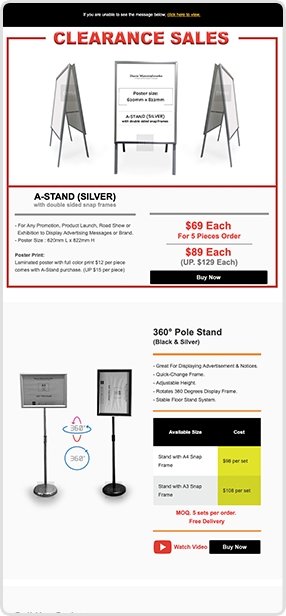 If you are unable to see the message below, click here to view.
CLEARANCE SALES
Poster size:
620mm x 822mm
A-STAND (SILVER)
with double sided snap frames
A-STAND (SILVER)
with double sided snap frames
- For Any Promotion, Product Launch, Road Show or
Exhibition to Display Advertising Messages or Brand.
- Poster Size : 620mm L x 822mm H
Poster Print:
Laminated poster with full color print $12 per piece
comes with A-Stand purchase. (UP $15 per piece)
$69 Each
For 5 Pieces Order
$89 Each
(UP. $129 Each)
Buy Now
360° Pole Stand
(Black & Silver)
- Great For Displaying Advertisement & Notices.
- Quick-Change Frame.
- Adjustable Height.
- Rotates 360 Degrees Display Frame.
- Stable Floor Stand System.
360°
360°
Available Size
Cost
Stand with A4 Snap
Frame
$98 per set
Stand with A3 Snap
Frame
$108 per set
MOQ. 5 sets per order.
Free Delivery
Watch Video
Buy Now